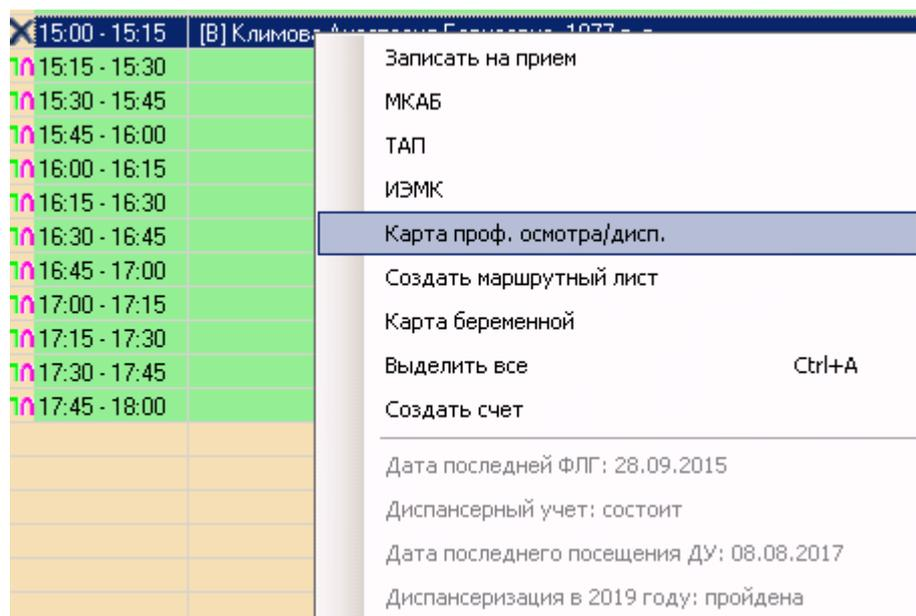 15:00 - 15:15 [В] Климова
15:15 - 15:30
15:30 - 15:45
15:45 - 16:00
16:00 - 16:15
16:15 - 16:30
16:30 - 16:45
16:45 - 17:00
17:00 - 17:15
17:15 - 17:30
17:30 - 17:45
17:45 - 18:00
Записать на прием
МКАБ
ТАП
ИЭМК
Карта проф. осмотра/дисп.
Создать маршрутный лист
Карта беременной
Выделить все Ctrl+A
Создать счет
Дата последней ФЛГ: 28.09.2015
Диспансерный учет: состоит
Дата последнего посещения ДУ: 08.08.2017
Диспансеризация в 2019 году: пройдена